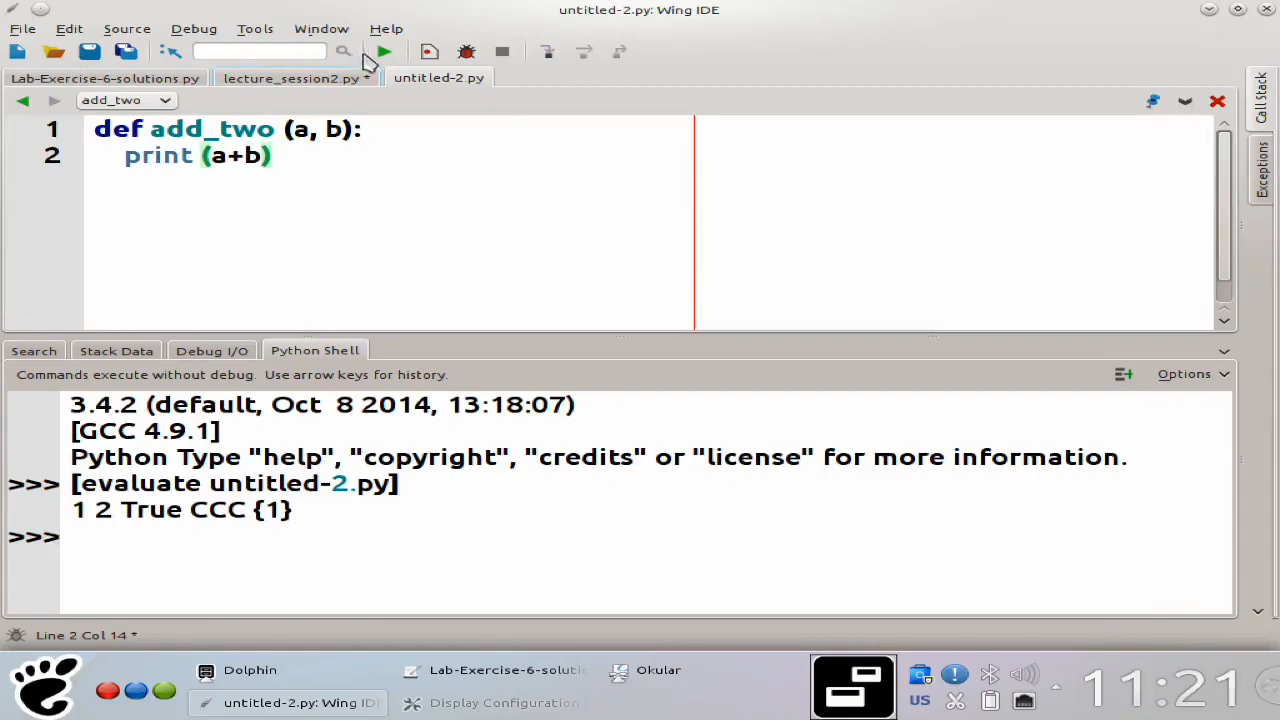 untitled-2.py: Wing IDE
File Edit Source Debug Tools Window Help
Lab-Exercise-6-solutions.py lecture_session2.py * untitled-2.py
add_two
1 def add_two (a, b):
2 print (a+b)
Call Stack
Exceptions
Search Stack Data Debug I/O Python Shell
Commands execute without debug. Use arrow keys for history. Options
3.4.2 (default, Oct 8 2014, 13:18:07)
[GCC 4.9.1]
Python Type "help", "copyright", "credits" or "license" for more information.
>>> [evaluate untitled-2.py]
1 2 True CCC {1}
>>>
Line 2 Col 14 *
Dolphin Lab-Exercise-6-solutio Okular
untitled-2.py: Wing IDE Display Configuration
US
11:21